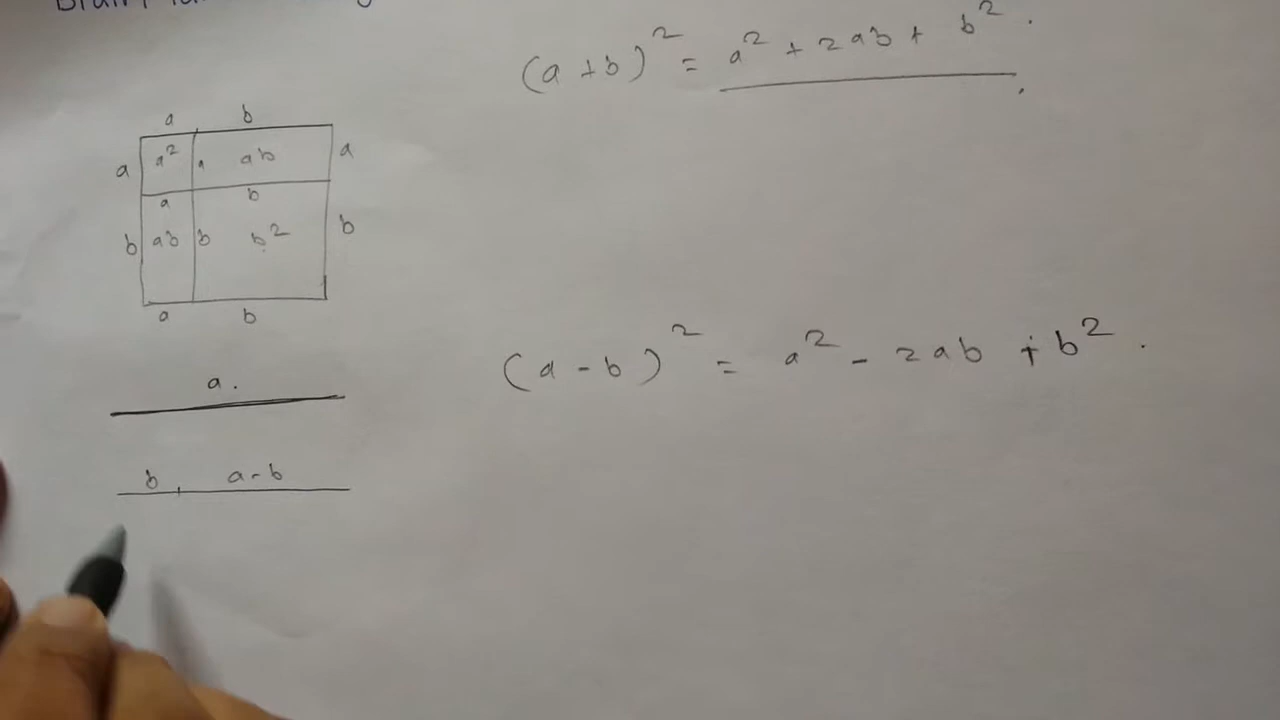 (a+b)² = a² + 2ab + b².
a b
a a² a ab a
a b
b ab b b² b
a b
(a-b)² = a² - 2ab + b².
a.
b, a-b